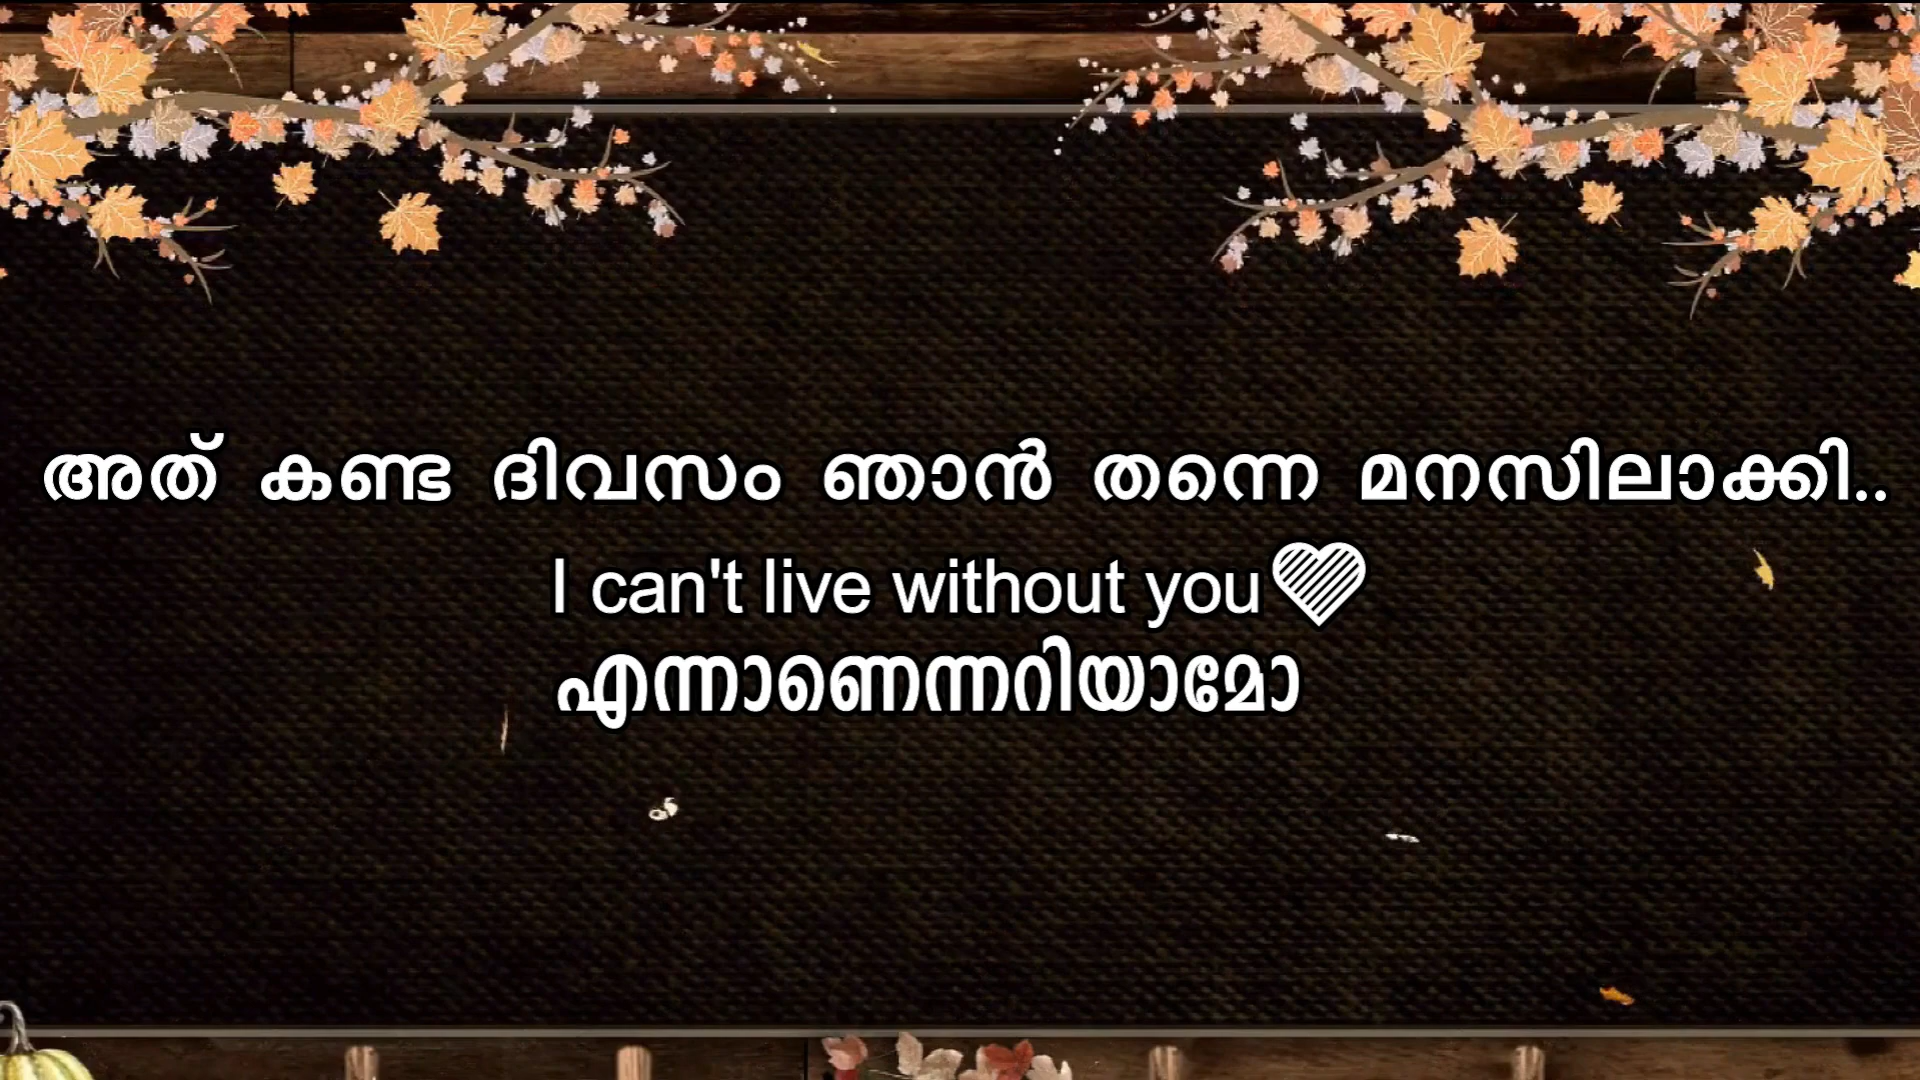 അത് കണ്ട ദിവസം ഞാൻ തന്നെ മനസിലാക്കി..
I can't live without you
എന്നാണെന്നറിയാമോ